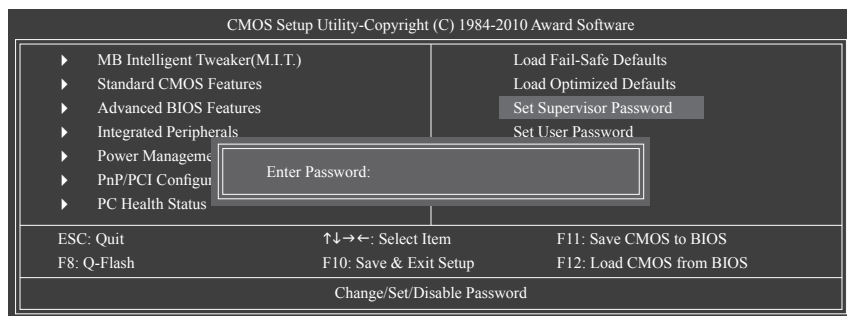 CMOS Setup Utility-Copyright (C) 1984-2010 Award Software
MB Intelligent Tweaker(M.I.T.)
Standard CMOS Features
Advanced BIOS Features
Integrated Peripherals
Power Manageme
PnP/PCI Configur
PC Health Status
Load Fail-Safe Defaults
Load Optimized Defaults
Set Supervisor Password
Set User Password
Enter Password:
ESC: Quit ↑↓→←: Select Item F11: Save CMOS to BIOS
F8: Q-Flash F10: Save & Exit Setup F12: Load CMOS from BIOS
Change/Set/Disable Password